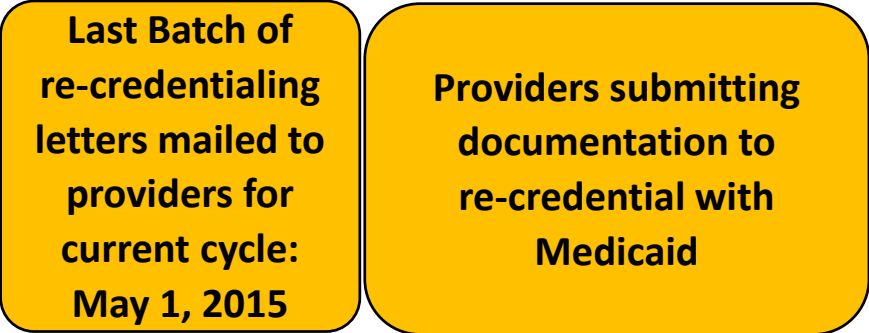 Last Batch of
re-credentialing
letters mailed to
providers for
current cycle:
May 1, 2015
Providers submitting
documentation to
re-credential with
Medicaid